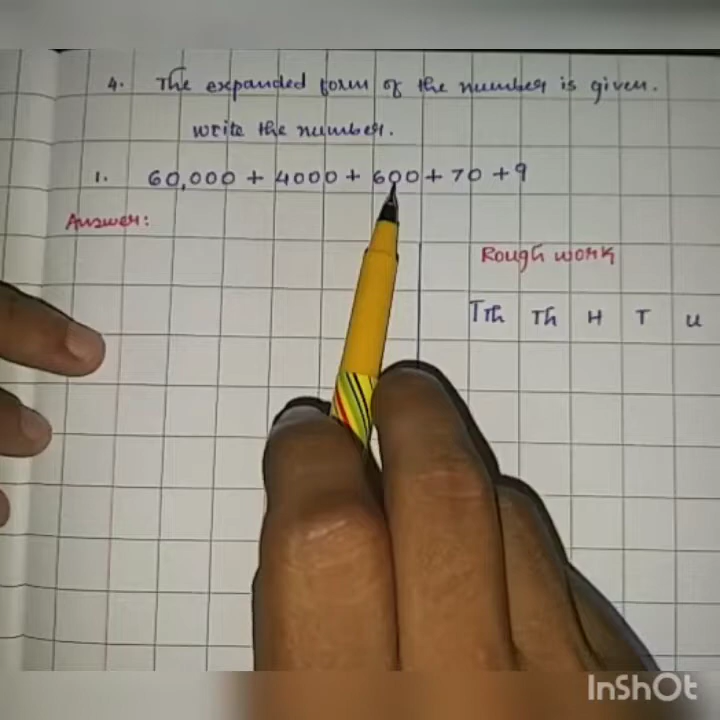 4. The expanded form of the number is given.
write the number.
1. 60,000 + 4000 + 600 + 70 + 9
Answer:
Rough work
Tth Th H T U
InShOt